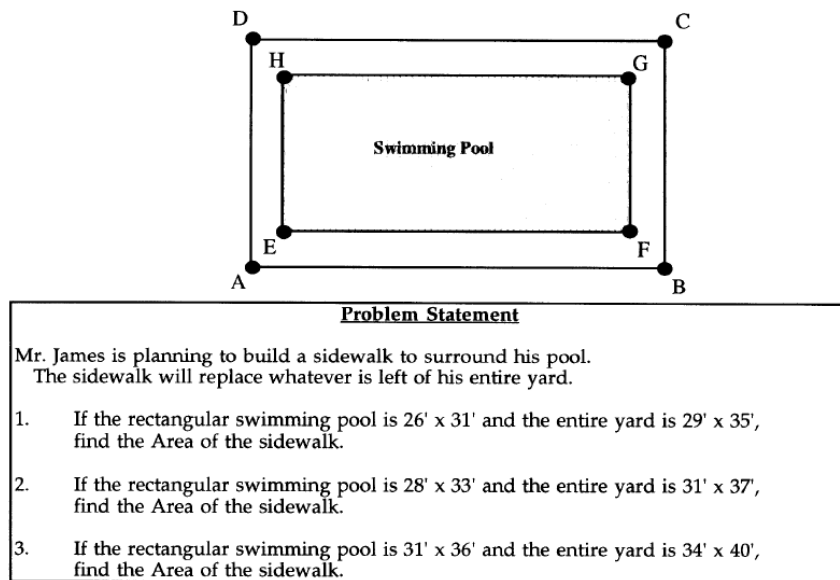 D
C
H
G
Swimming Pool
E
F
A
B
Problem Statement
Mr. James is planning to build a sidewalk to surround his pool.
The sidewalk will replace whatever is left of his entire yard.
1. If the rectangular swimming pool is 26' x 31' and the entire yard is 29' x 35',
find the Area of the sidewalk.
2. If the rectangular swimming pool is 28' x 33' and the entire yard is 31' x 37',
find the Area of the sidewalk.
3. If the rectangular swimming pool is 31' x 36' and the entire yard is 34' x 40',
find the Area of the sidewalk.